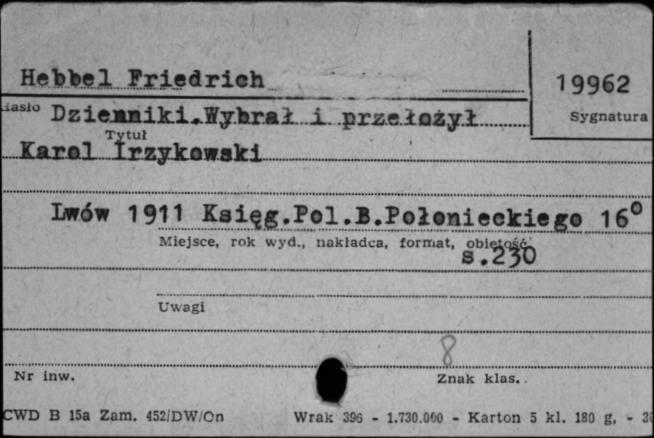 Hebbel Friedrich
19962
Hasło Dzienniki.Wybrał i przełożył
Sygnatura
Tytuł
Karol Irzykowski
Lwów 1911 Księg.Pol.B.Połonieckiego 16°
Miejsce, rok wyd., nakładca, format, objętość
s.230
Uwagi
8
Nr inw.
Znak klas.
CWD B 15a Zam. 452/DW/Cn Wrak 396 - 1.730.000 - Karton 5 kl. 180 g, -